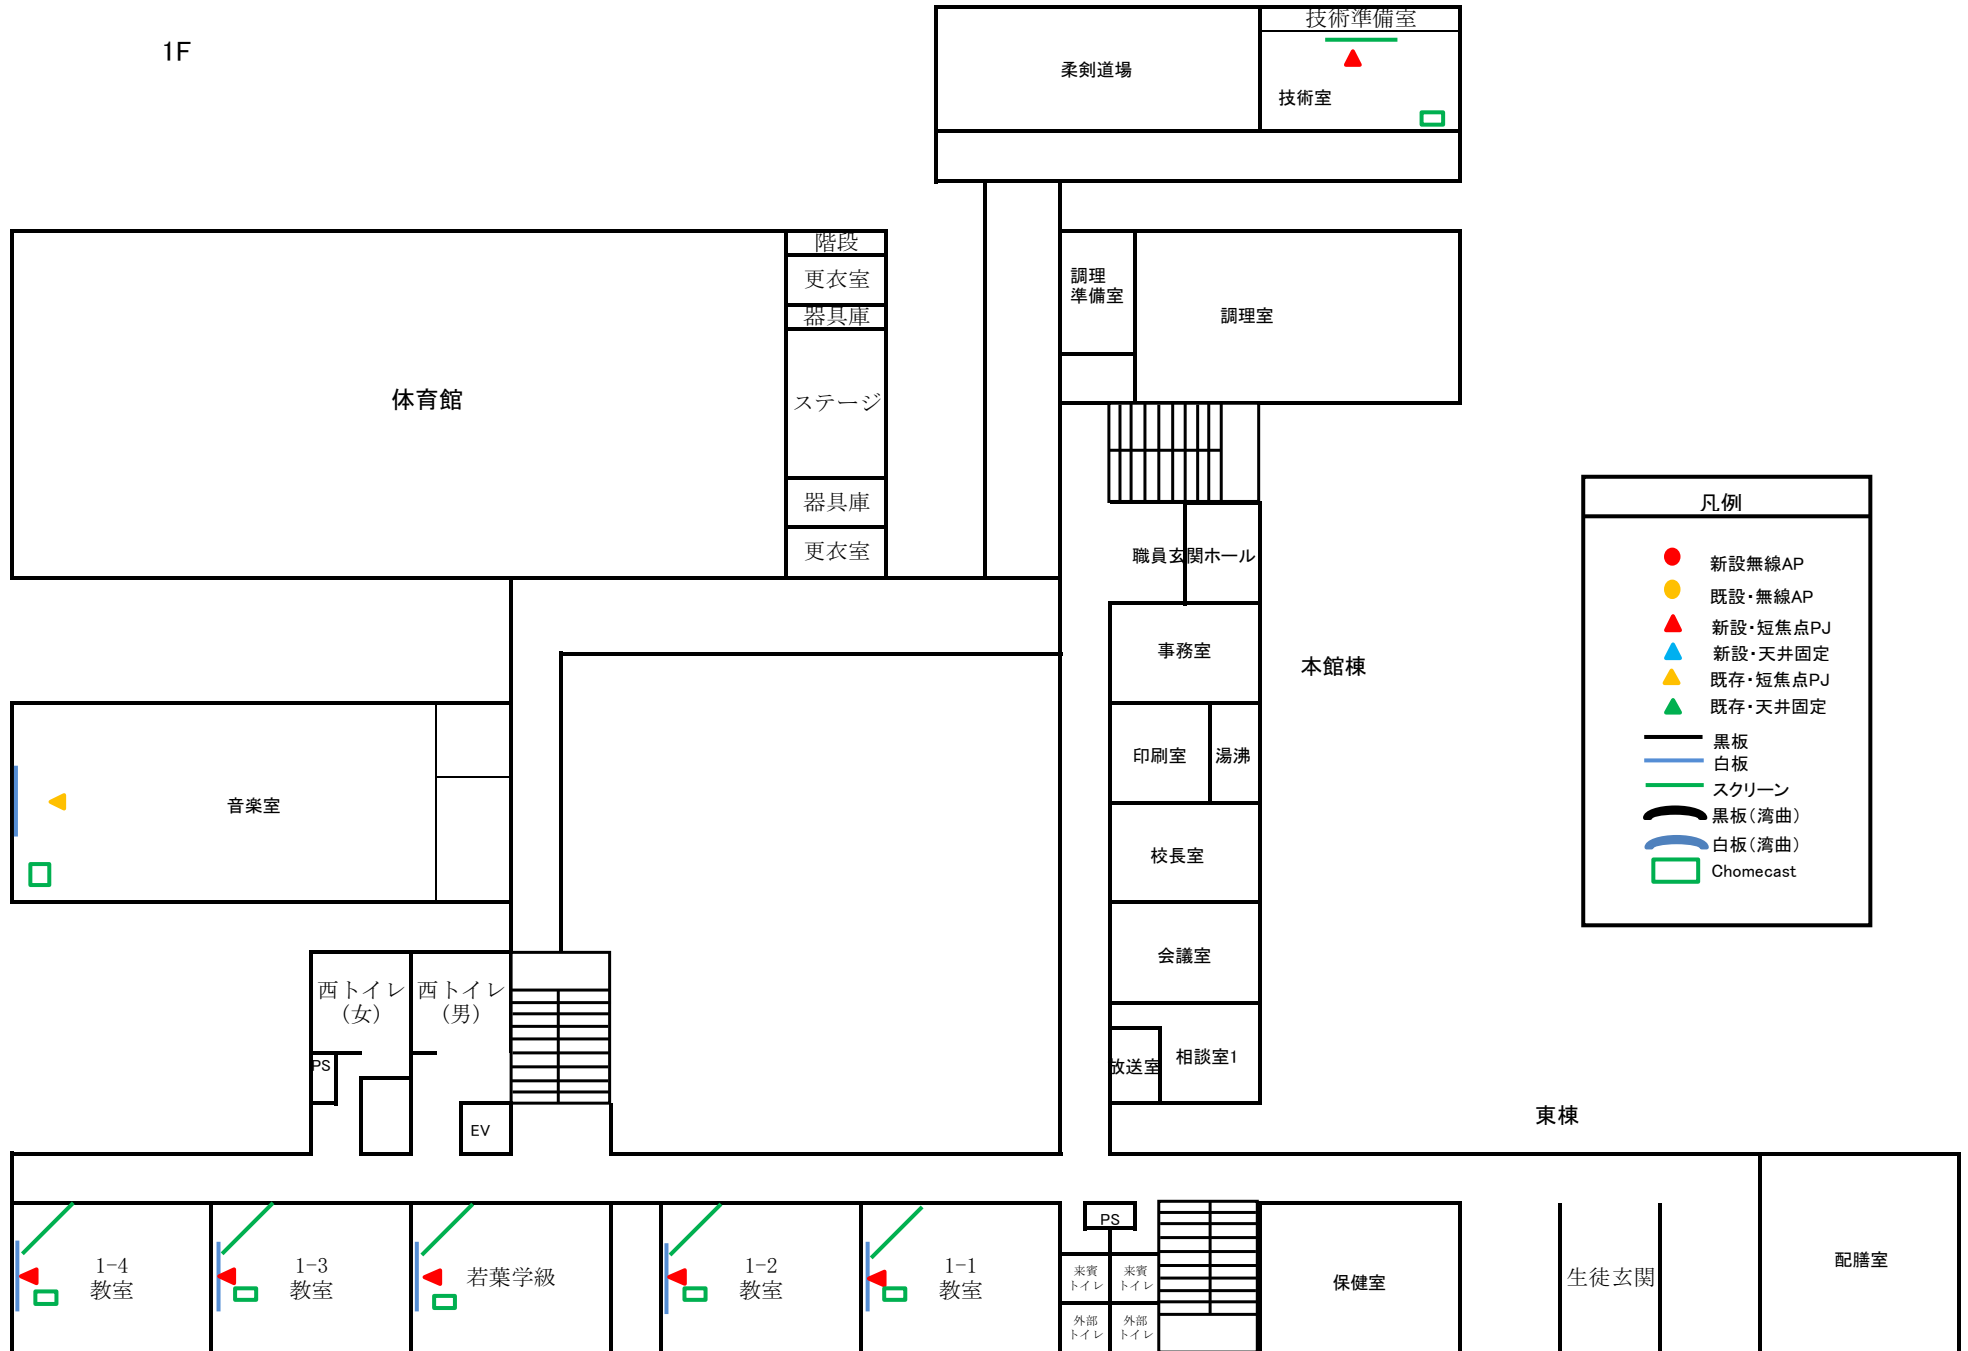 1F
技術準備室
柔剣道場
技術室
階段
更衣室
器具庫
ステージ
器具庫
更衣室
体育館
調理
準備室
調理室
職員玄関ホール
事務室
本館棟
印刷室
湯沸
校長室
会議室
放送室
相談室1
凡例
新設無線AP
既設・無線AP
新設・短焦点PJ
新設・天井固定
既存・短焦点PJ
既存・天井固定
黒板
白板
スクリーン
黒板(湾曲)
白板(湾曲)
Chomecast
音楽室
西トイレ
(女)
西トイレ
(男)
PS
EV
東棟
1-4
教室
1-3
教室
若葉学級
1-2
教室
1-1
教室
PS
来賓
トイレ
来賓
トイレ
外部
トイレ
外部
トイレ
保健室
生徒玄関
配膳室